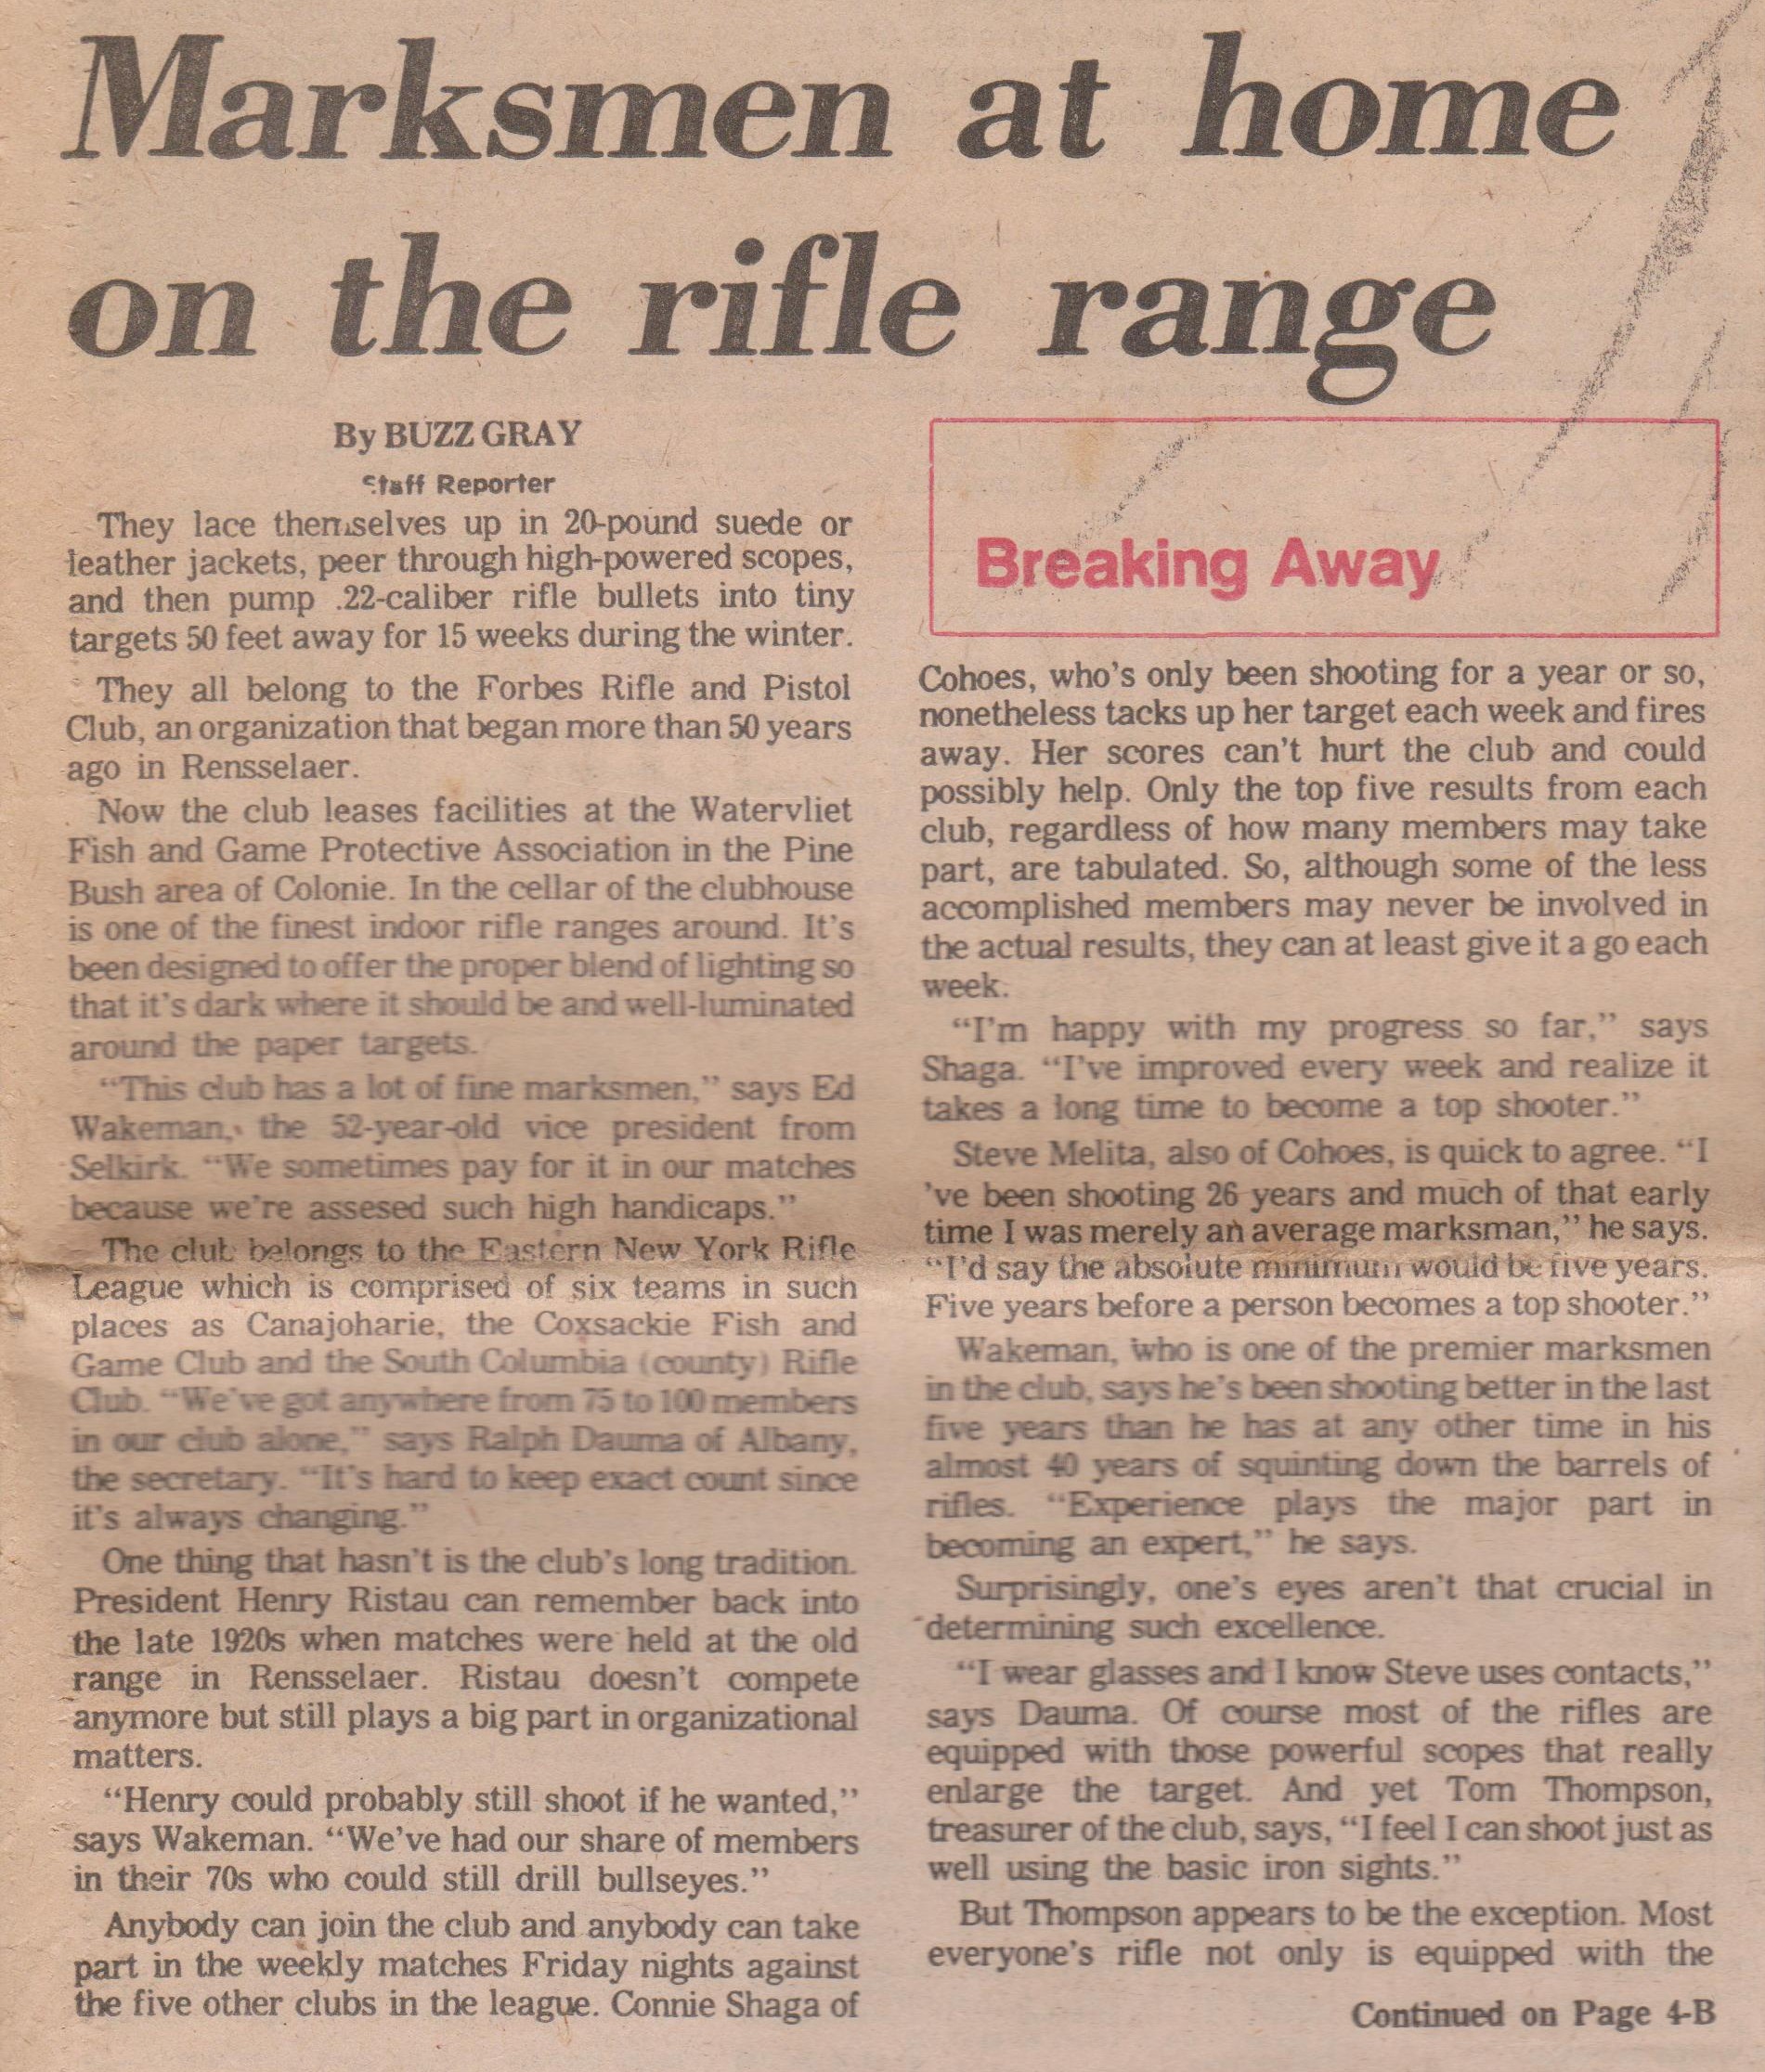 Marksmen at home
on the rifle range
By BUZZ GRAY
Staff Reporter
They lace themselves up in 20-pound suede or
leather jackets, peer through high-powered scopes,
and then pump .22-caliber rifle bullets into tiny
targets 50 feet away for 15 weeks during the winter.
They all belong to the Forbes Rifle and Pistol
Club, an organization that began more than 50 years
ago in Rensselaer.
Now the club leases facilities at the Watervliet
Fish and Game Protective Association in the Pine
Bush area of Colonie. In the cellar of the clubhouse
is one of the finest indoor rifle ranges around. It's
been designed to offer the proper blend of lighting so
that it's dark where it should be and well-luminated
around the paper targets.
"This club has a lot of fine marksmen," says Ed
Wakeman, the 52-year-old vice president from
Selkirk. "We sometimes pay for it in our matches
because we're assesed such high handicaps."
The club belongs to the Eastern New York Rifle
League which is comprised of six teams in such
places as Canajoharie, the Coxsackie Fish and
Game Club and the South Columbia (county) Rifle
Club. "We've got anywhere from 75 to 100 members
in our club alone," says Ralph Dauma of Albany,
the secretary. "It's hard to keep exact count since
it's always changing."
One thing that hasn't is the club's long tradition.
President Henry Ristau can remember back into
the late 1920s when matches were held at the old
range in Rensselaer. Ristau doesn't compete
anymore but still plays a big part in organizational
matters.
"Henry could probably still shoot if he wanted,"
says Wakeman. "We've had our share of members
in their 70s who could still drill bullseyes."
Anybody can join the club and anybody can take
part in the weekly matches Friday nights against
the five other clubs in the league. Connie Shaga of
Breaking Away
Cohoes, who's only been shooting for a year or so,
nonetheless tacks up her target each week and fires
away. Her scores can't hurt the club and could
possibly help. Only the top five results from each
club, regardless of how many members may take
part, are tabulated. So, although some of the less
accomplished members may never be involved in
the actual results, they can at least give it a go each
week.
"I'm happy with my progress so far," says
Shaga. "I've improved every week and realize it
takes a long time to become a top shooter."
Steve Melita, also of Cohoes, is quick to agree. "I
've been shooting 26 years and much of that early
time I was merely an average marksman," he says.
"I'd say the absolute minimum would be five years.
Five years before a person becomes a top shooter."
Wakeman, who is one of the premier marksmen
in the club, says he's been shooting better in the last
five years than he has at any other time in his
almost 40 years of squinting down the barrels of
rifles. "Experience plays the major part in
becoming an expert," he says.
Surprisingly, one's eyes aren't that crucial in
determining such excellence.
"I wear glasses and I know Steve uses contacts,"
says Dauma. Of course most of the rifles are
equipped with those powerful scopes that really
enlarge the target. And yet Tom Thompson,
treasurer of the club, says, "I feel I can shoot just as
well using the basic iron sights."
But Thompson appears to be the exception. Most
everyone's rifle not only is equipped with the
Continued on Page 4-B